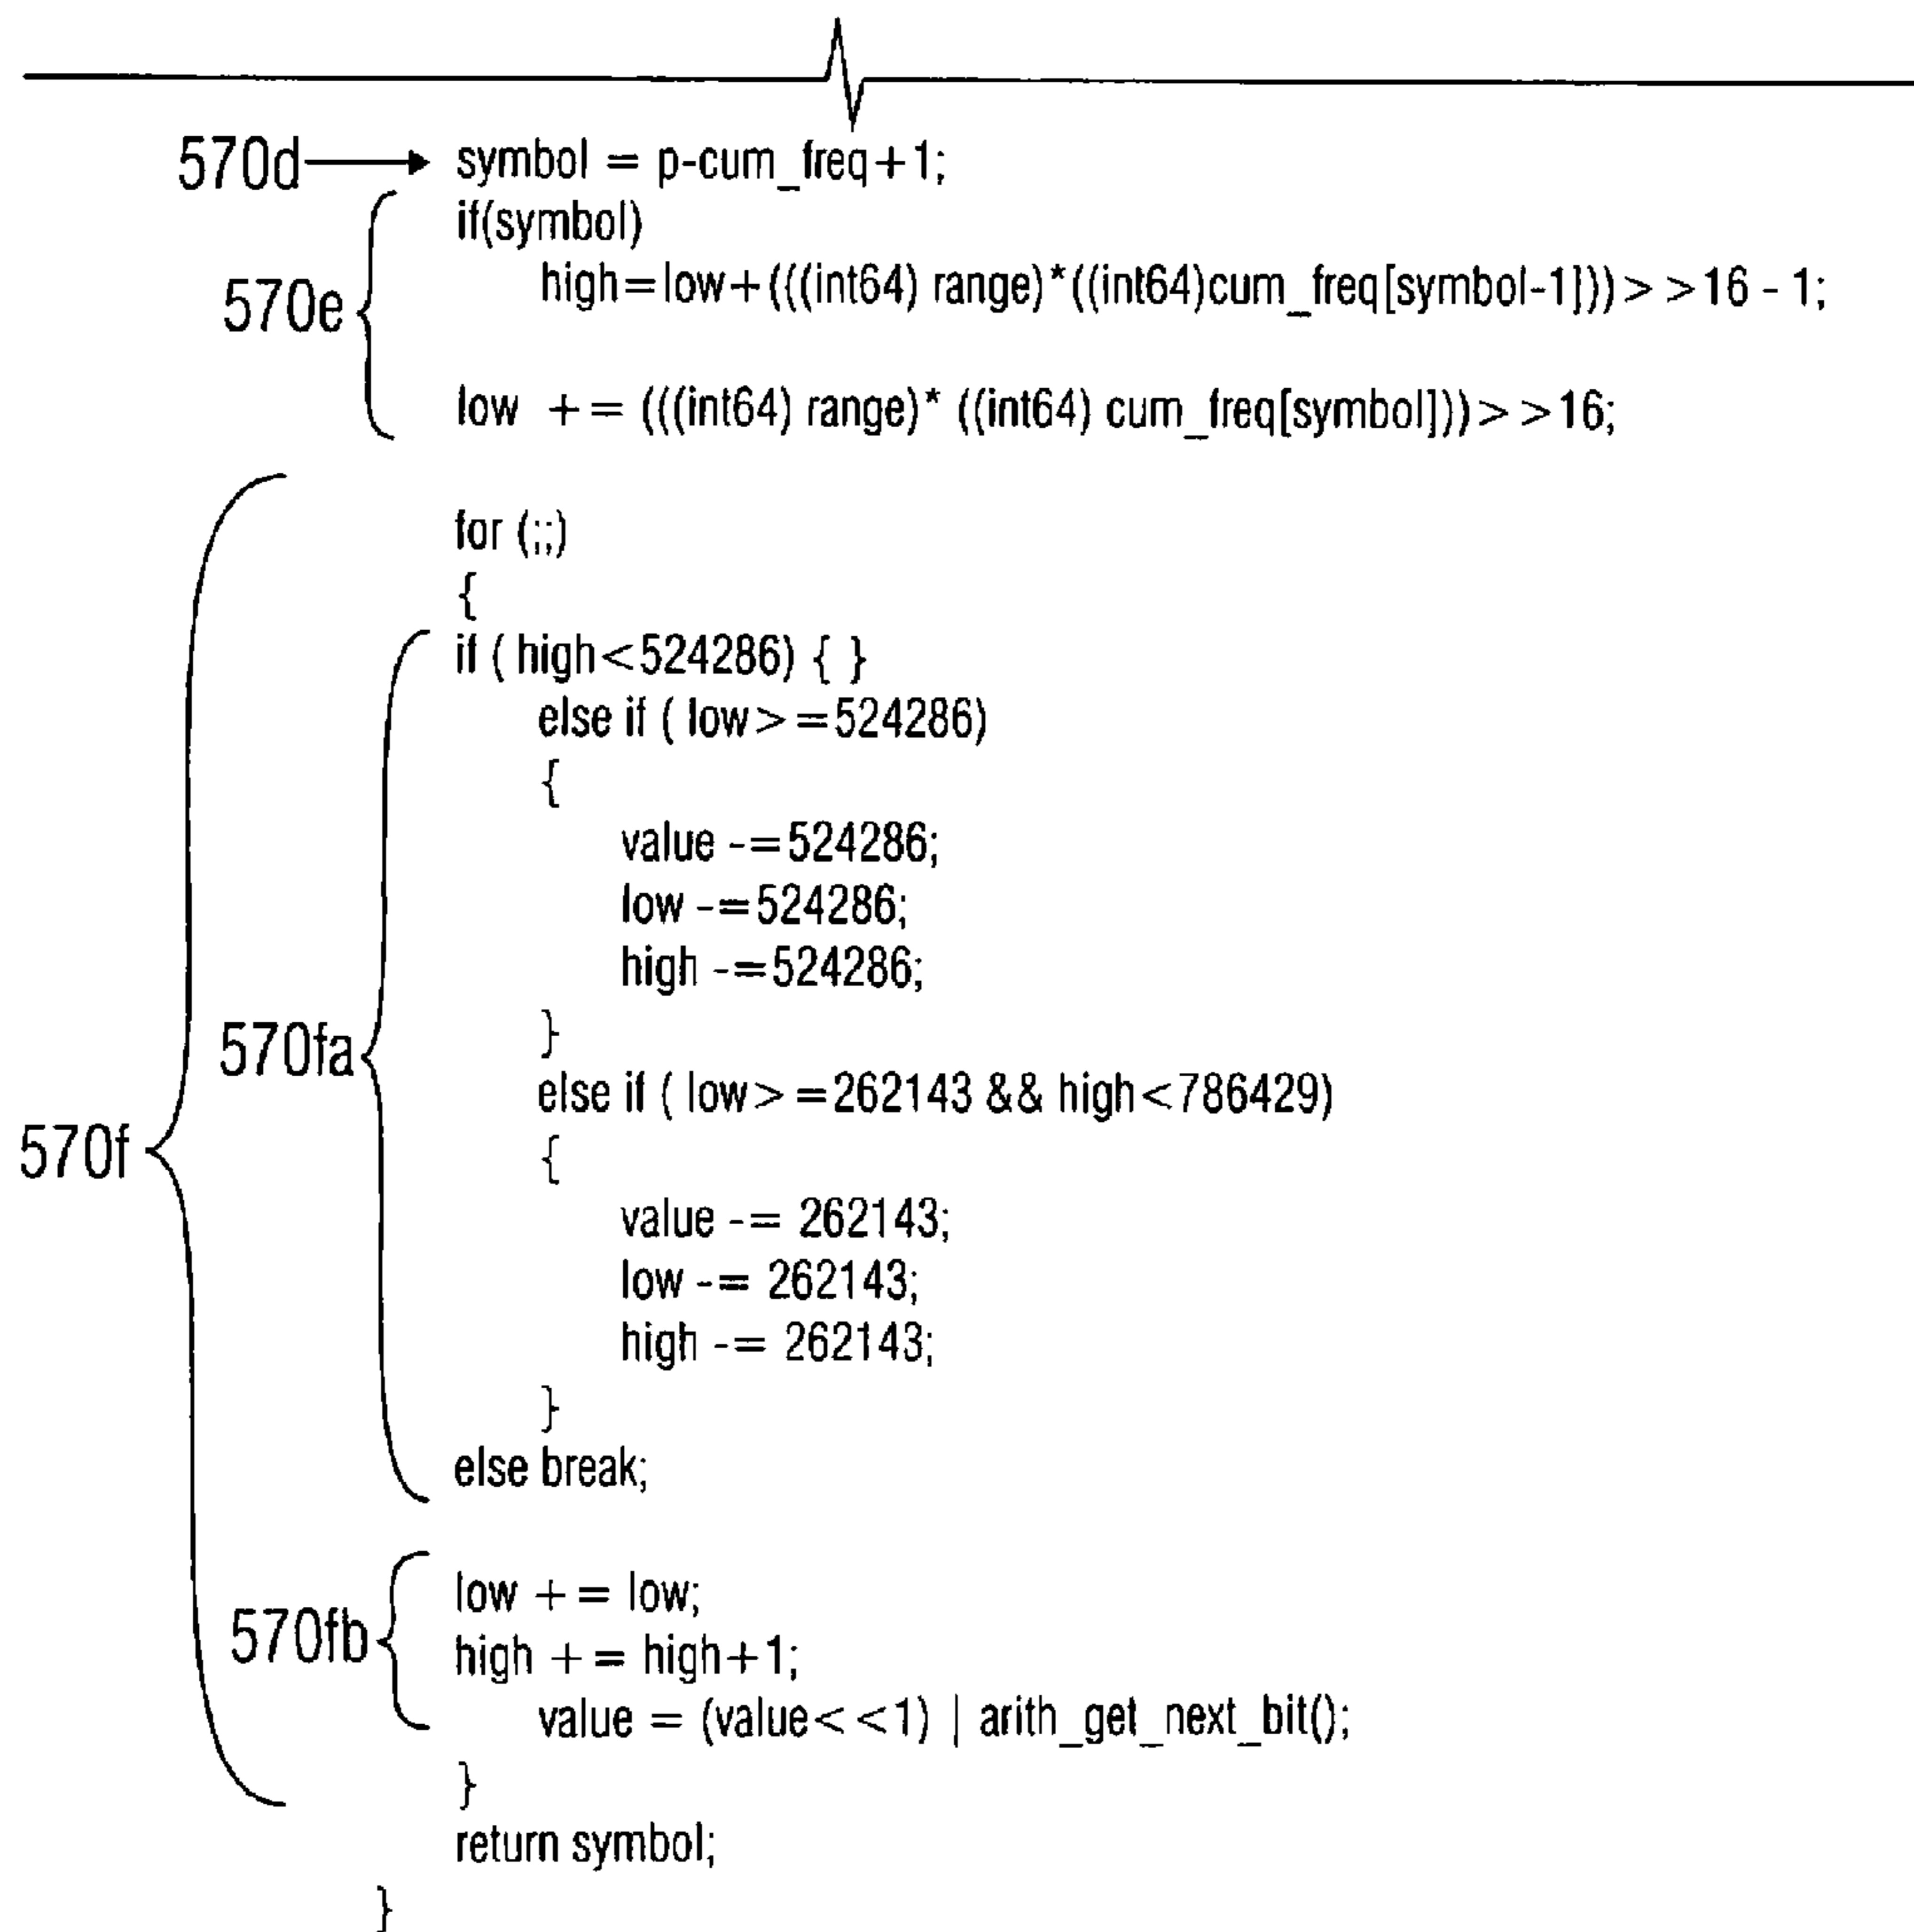 570d symbol = p-cum_freq+1;
if(symbol)
570e high=low+(((int64) range)*((int64)cum_freq[symbol-1]))>>16 - 1;
low += (((int64) range)* ((int64) cum_freq[symbol]))>>16;
for (;;)
{
if ( high<524286) { }
else if ( low>=524286)
{
value -=524286;
low -=524286;
high -=524286;
}
570fa
else if ( low>=262143 && high<786429)
570f
{
value -= 262143;
low -= 262143;
high -= 262143;
}
else break;
low += low;
570fb high += high+1;
value = (value<<1) | arith_get_next_bit();
}
return symbol;
}